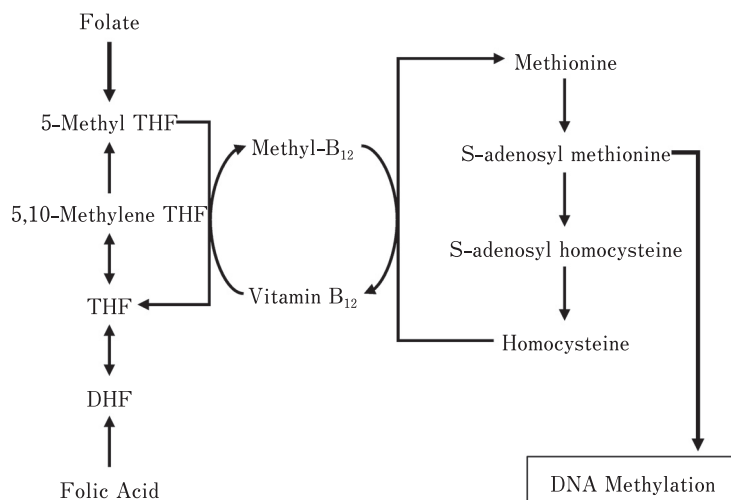 Folate
5-Methyl THF
5,10-Methylene THF
THF
DHF
Folic Acid
Methyl-B₁₂
Vitamin B₁₂
Methionine
S-adenosyl methionine
S-adenosyl homocysteine
Homocysteine
DNA Methylation